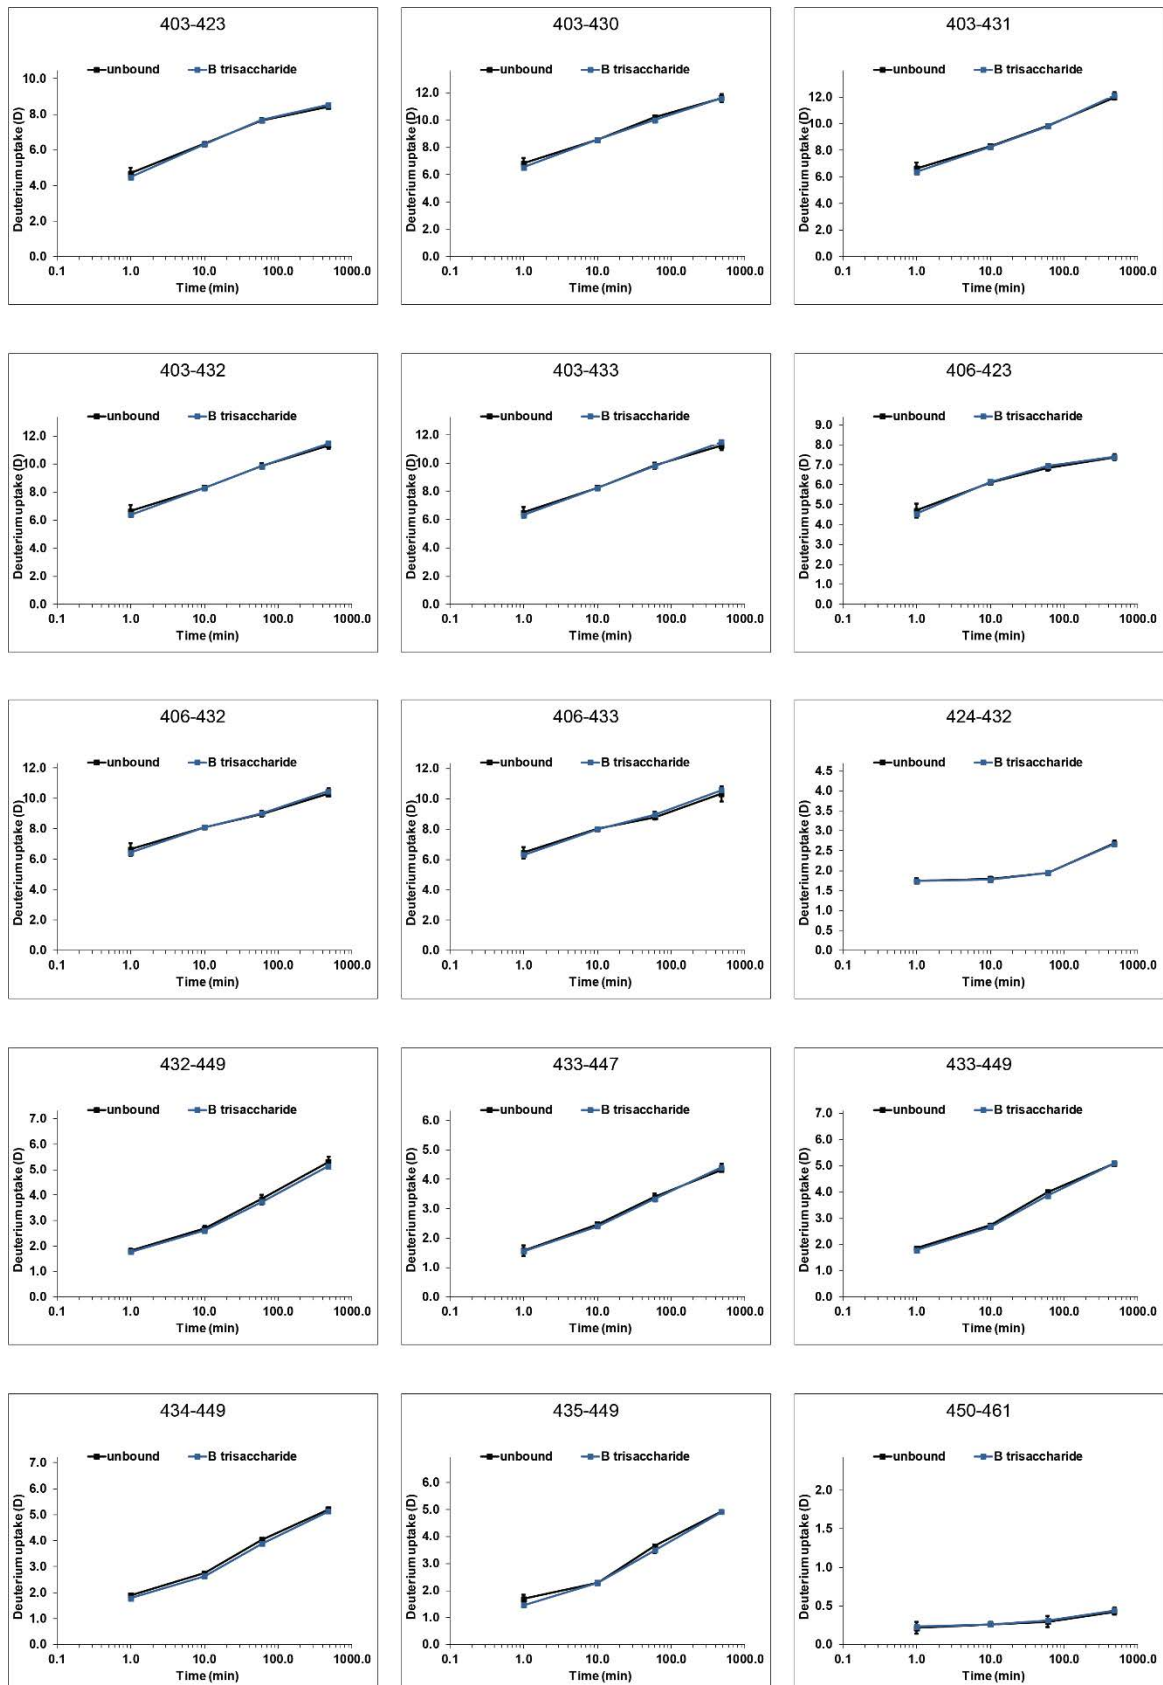 403-423
unbound B trisaccharide
Deuterium uptake (D)
10.0
8.0
6.0
4.0
2.0
0.0
0.1 1.0 10.0 100.0 1000.0
Time (min)
403-430
unbound B trisaccharide
Deuterium uptake (D)
12.0
10.0
8.0
6.0
4.0
2.0
0.0
0.1 1.0 10.0 100.0 1000.0
Time (min)
403-431
unbound B trisaccharide
Deuterium uptake (D)
12.0
10.0
8.0
6.0
4.0
2.0
0.0
0.1 1.0 10.0 100.0 1000.0
Time (min)
403-432
unbound B trisaccharide
Deuterium uptake (D)
12.0
10.0
8.0
6.0
4.0
2.0
0.0
0.1 1.0 10.0 100.0 1000.0
Time (min)
403-433
unbound B trisaccharide
Deuterium uptake (D)
12.0
10.0
8.0
6.0
4.0
2.0
0.0
0.1 1.0 10.0 100.0 1000.0
Time (min)
406-423
unbound B trisaccharide
Deuterium uptake (D)
9.0
8.0
7.0
6.0
5.0
4.0
3.0
2.0
1.0
0.0
0.1 1.0 10.0 100.0 1000.0
Time (min)
406-432
unbound B trisaccharide
Deuterium uptake (D)
12.0
10.0
8.0
6.0
4.0
2.0
0.0
0.1 1.0 10.0 100.0 1000.0
Time (min)
406-433
unbound B trisaccharide
Deuterium uptake (D)
12.0
10.0
8.0
6.0
4.0
2.0
0.0
0.1 1.0 10.0 100.0 1000.0
Time (min)
424-432
unbound B trisaccharide
Deuterium uptake (D)
4.5
4.0
3.5
3.0
2.5
2.0
1.5
1.0
0.5
0.0
0.1 1.0 10.0 100.0 1000.0
Time (min)
432-449
unbound B trisaccharide
Deuterium uptake (D)
7.0
6.0
5.0
4.0
3.0
2.0
1.0
0.0
0.1 1.0 10.0 100.0 1000.0
Time (min)
433-447
unbound B trisaccharide
Deuterium uptake (D)
6.0
5.0
4.0
3.0
2.0
1.0
0.0
0.1 1.0 10.0 100.0 1000.0
Time (min)
433-449
unbound B trisaccharide
Deuterium uptake (D)
7.0
6.0
5.0
4.0
3.0
2.0
1.0
0.0
0.1 1.0 10.0 100.0 1000.0
Time (min)
434-449
unbound B trisaccharide
Deuterium uptake (D)
7.0
6.0
5.0
4.0
3.0
2.0
1.0
0.0
0.1 1.0 10.0 100.0 1000.0
Time (min)
435-449
unbound B trisaccharide
Deuterium uptake (D)
6.0
5.0
4.0
3.0
2.0
1.0
0.0
0.1 1.0 10.0 100.0 1000.0
Time (min)
450-461
unbound B trisaccharide
Deuterium uptake (D)
2.0
1.5
1.0
0.5
0.0
0.1 1.0 10.0 100.0 1000.0
Time (min)